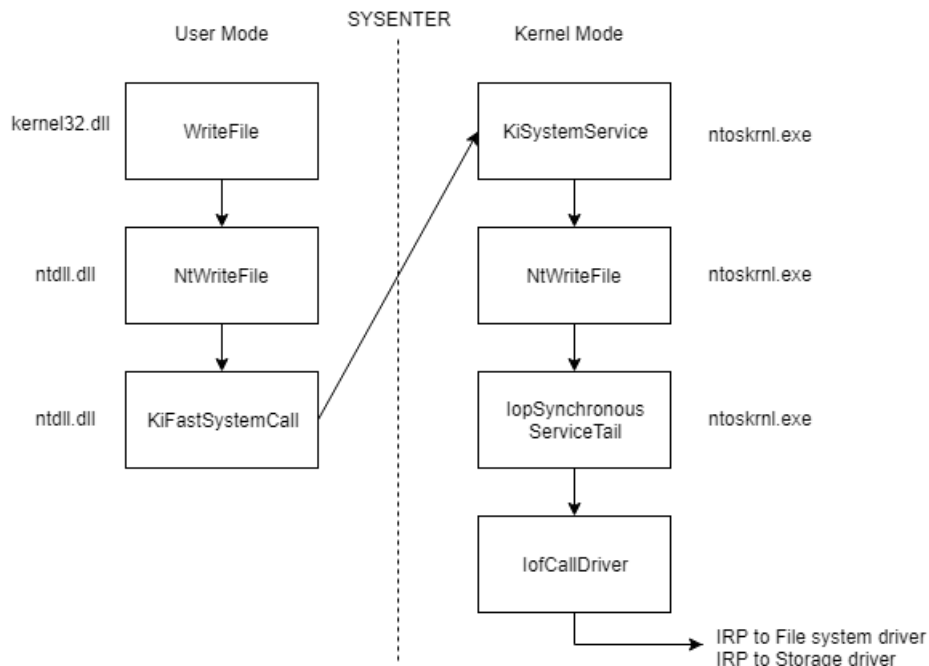 SYSENTER
User Mode
Kernel Mode
kernel32.dll
WriteFile
KiSystemService
ntoskrnl.exe
ntdll.dll
NtWriteFile
NtWriteFile
ntoskrnl.exe
ntdll.dll
KiFastSystemCall
IopSynchronous
ServiceTail
ntoskrnl.exe
IofCallDriver
IRP to File system driver
IRP to Storage driver